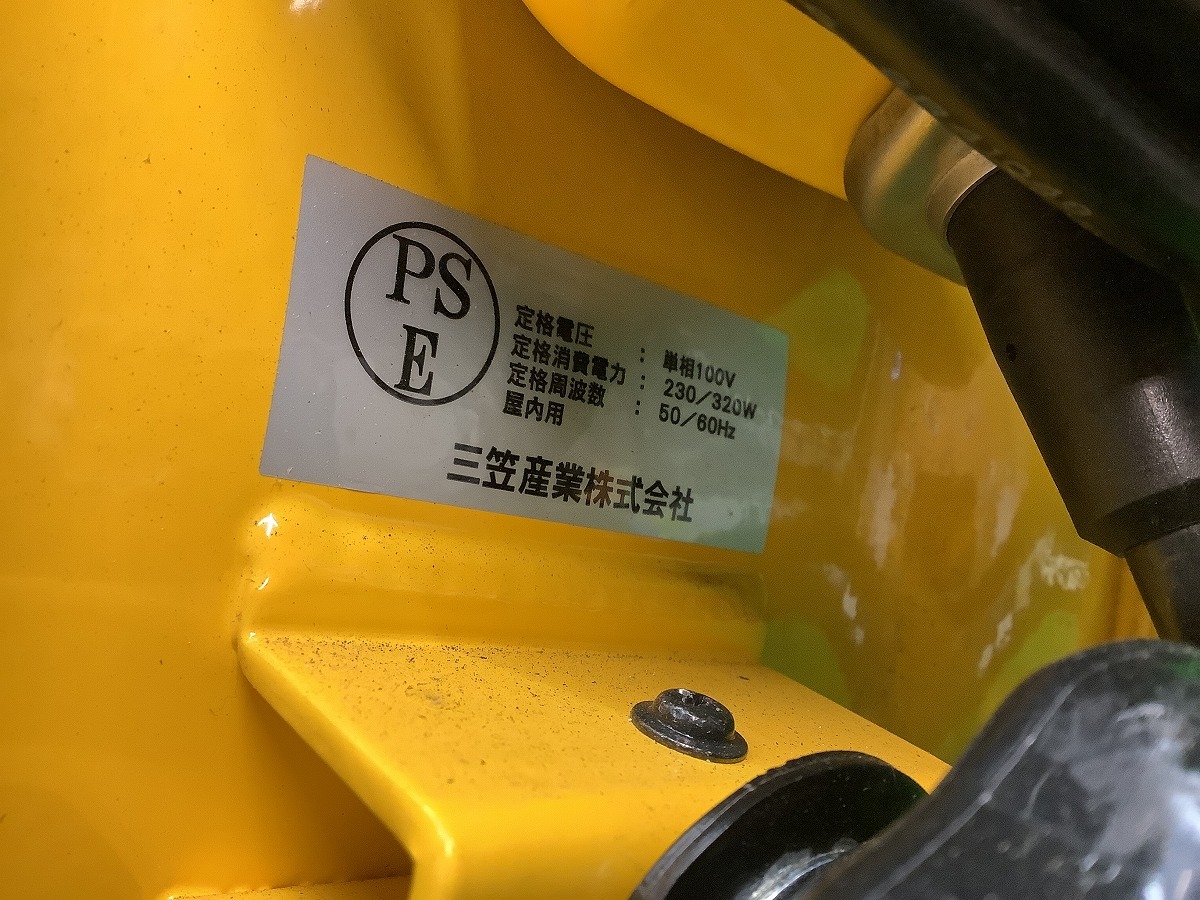 PS
E
定格電圧 : 単相100V
定格消費電力 : 230/320W
定格周波数 : 50/60Hz
屋内用
三笠産業株式会社